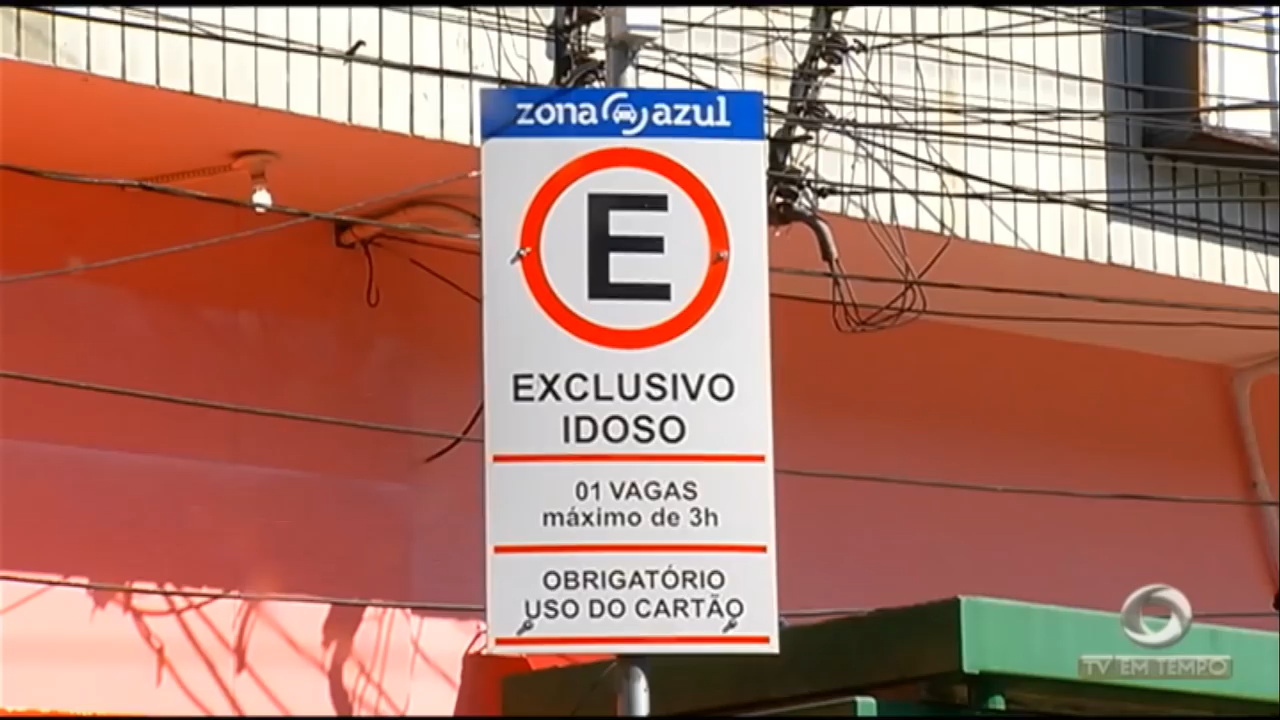 zona azul
E
EXCLUSIVO
IDOSO
01 VAGAS
máximo de 3h
OBRIGATÓRIO
USO DO CARTÃO
TV EM TEMPO